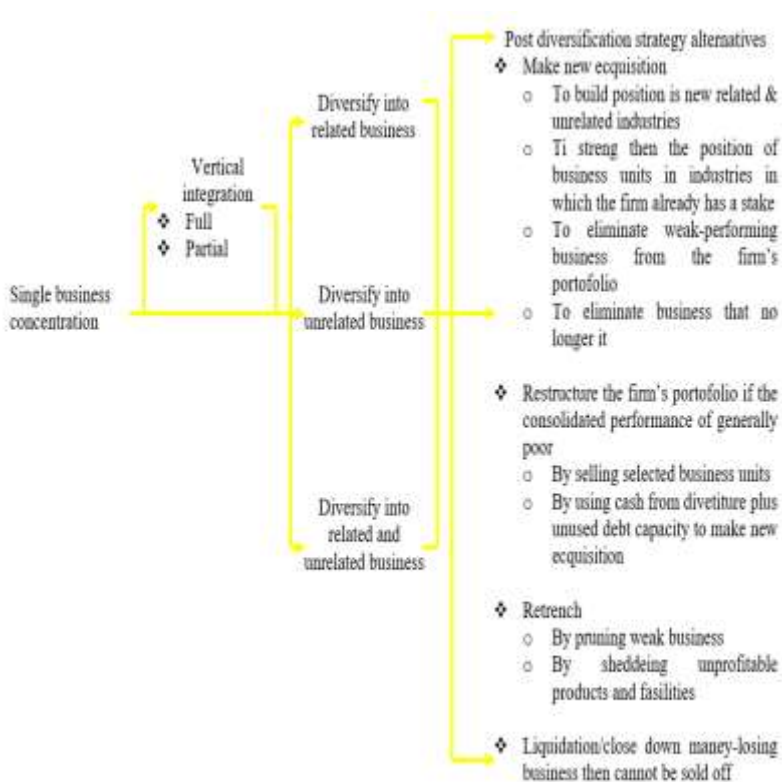 Single business
concentration
Vertical
integration
❖ Full
❖ Partial
Diversify into
related business
Diversify into
unrelated business
Diversify into
related and
unrelated business
Post diversification strategy alternatives
❖ Make new ecquisition
o To build position is new related &
unrelated industries
o Ti streng then the position of
business units in industries in
which the firm already has a stake
o To eliminate weak-performing
business from the firm's
portofolio
o To eliminate business that no
longer it
❖ Restructure the firm's portofolio if the
consolidated performance of generally
poor
o By selling selected business units
o By using cash from divetiture plus
unused debt capacity to make new
ecquisition
❖ Retrench
o By pruning weak business
o By sheddeing unprofitable
products and fasilities
❖ Liquidation/close down maney-losing
business then cannot be sold off